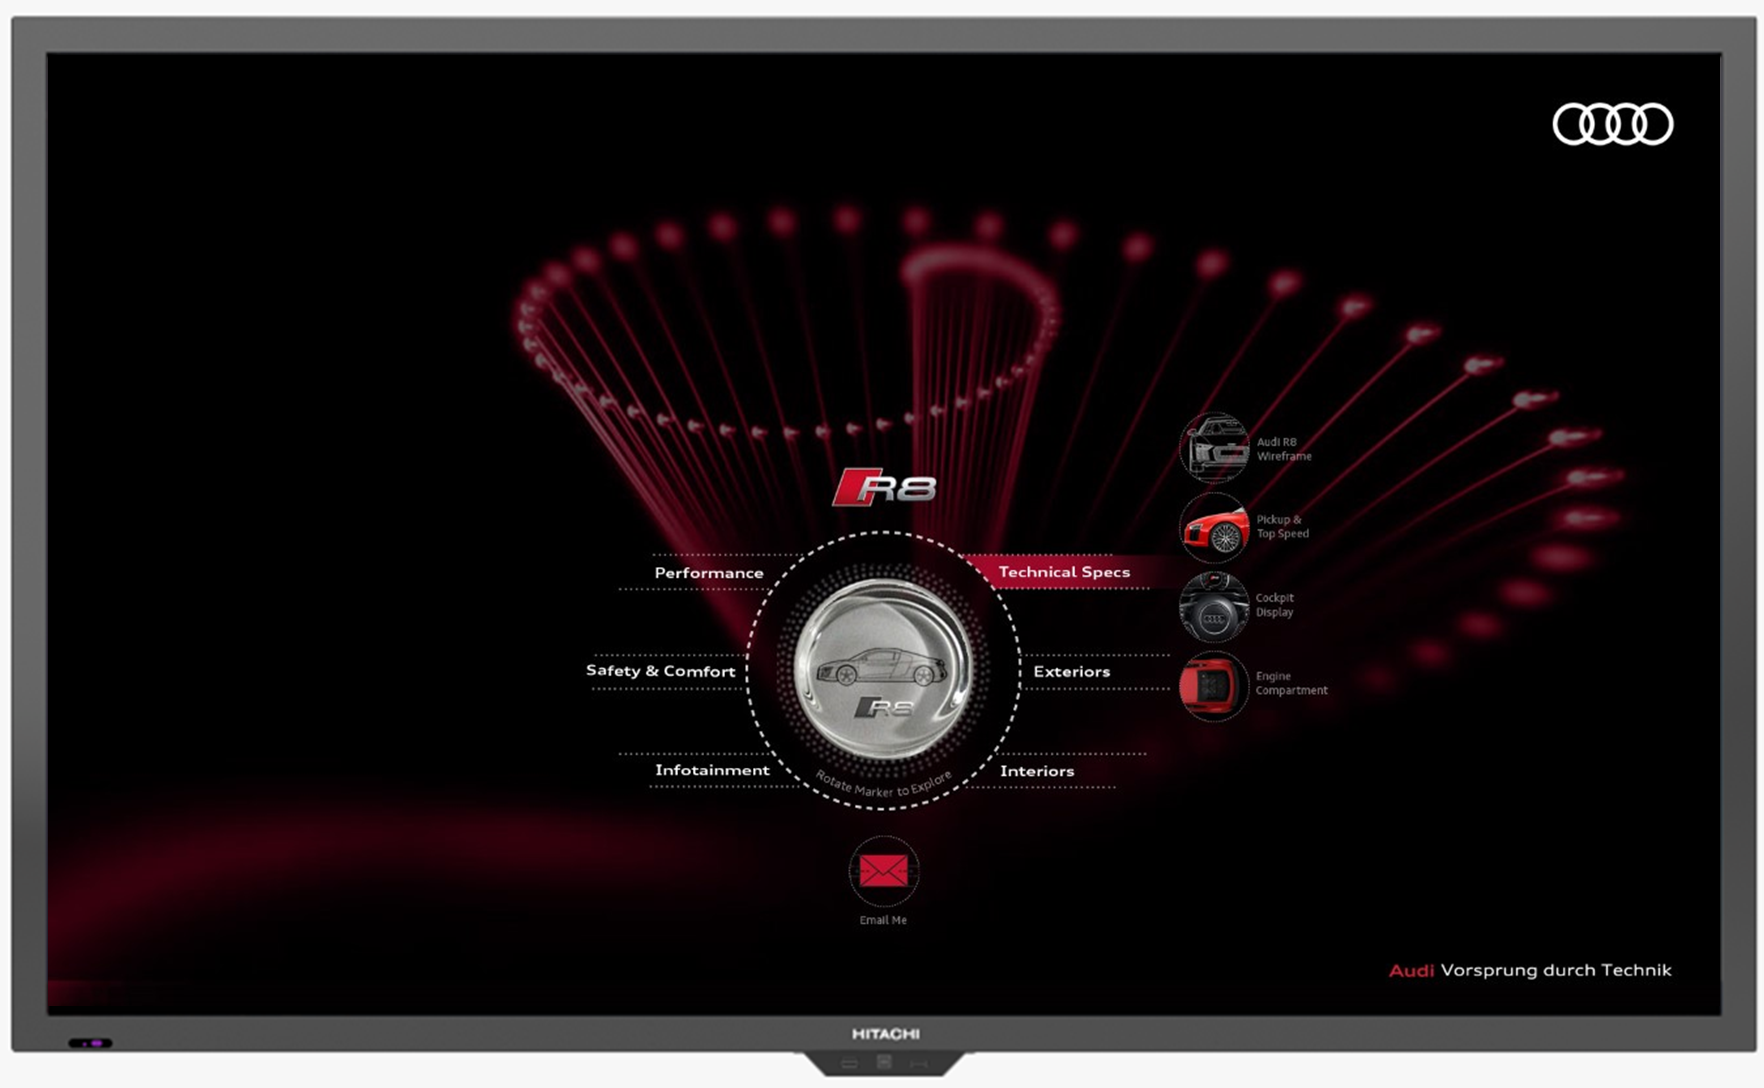 R8
Performance
Technical Specs
Safety & Comfort
Exteriors
Infotainment
Interiors
R8
Rotate Marker to Explore
Audi R8
Wireframe
Pickup &
Top Speed
Cockpit
Display
Engine
Compartment
Email Me
Audi Vorsprung durch Technik
HITACHI